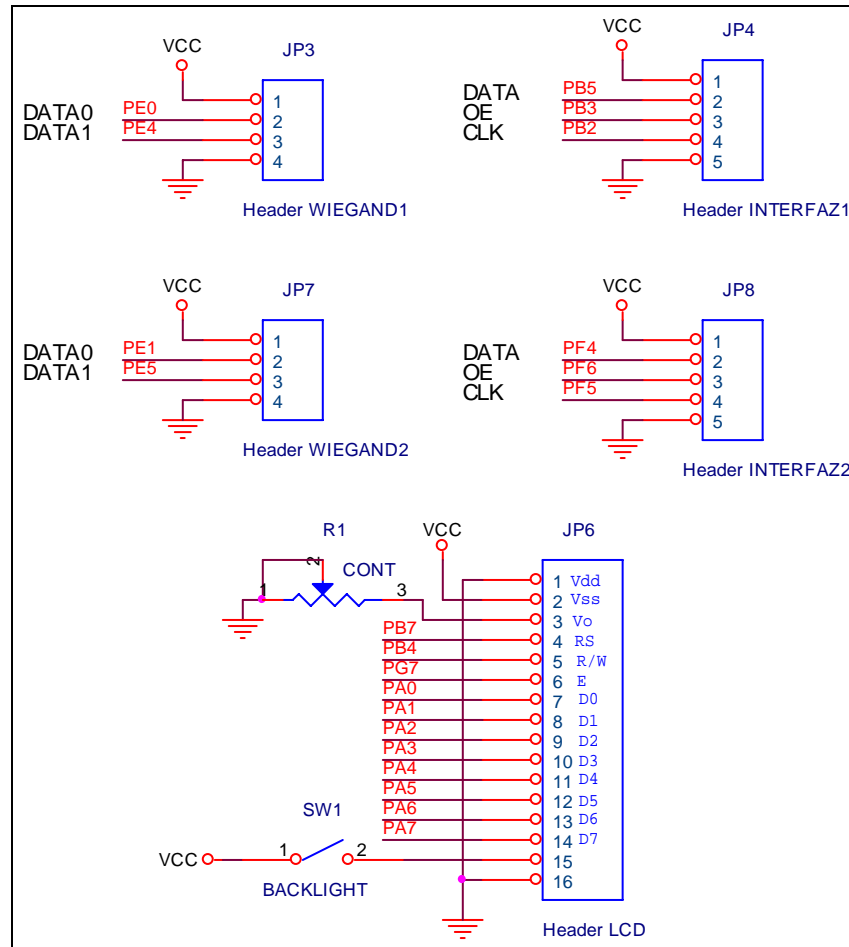 VCC
JP3
DATA0
DATA1
PE0
PE4
1
2
3
4
Header WIEGAND1
VCC
JP4
DATA
OE
CLK
PB5
PB3
PB2
1
2
3
4
5
Header INTERFAZ1
VCC
JP7
DATA0
DATA1
PE1
PE5
1
2
3
4
Header WIEGAND2
VCC
JP8
DATA
OE
CLK
PF4
PF6
PF5
1
2
3
4
5
Header INTERFAZ2
R1
2
CONT
1
3
VCC
JP6
1 Vdd
2 Vss
3 Vo
PB7
4 RS
PB4
5 R/W
PG7
6 E
PA0
7 D0
PA1
8 D1
PA2
9 D2
PA3
10 D3
PA4
11 D4
PA5
12 D5
PA6
13 D6
PA7
14 D7
15
16
SW1
VCC
1
2
BACKLIGHT
Header LCD